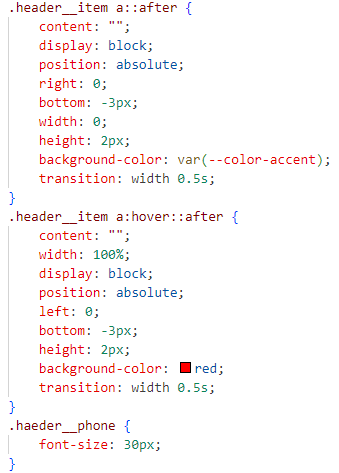 .header__item a::after {
content: "";
display: block;
position: absolute;
right: 0;
bottom: -3px;
width: 0;
height: 2px;
background-color: var(--color-accent);
transition: width 0.5s;
}
.header__item a:hover::after {
content: "";
width: 100%;
display: block;
position: absolute;
left: 0;
bottom: -3px;
height: 2px;
background-color: red;
transition: width 0.5s;
}
.haeder__phone {
font-size: 30px;
}